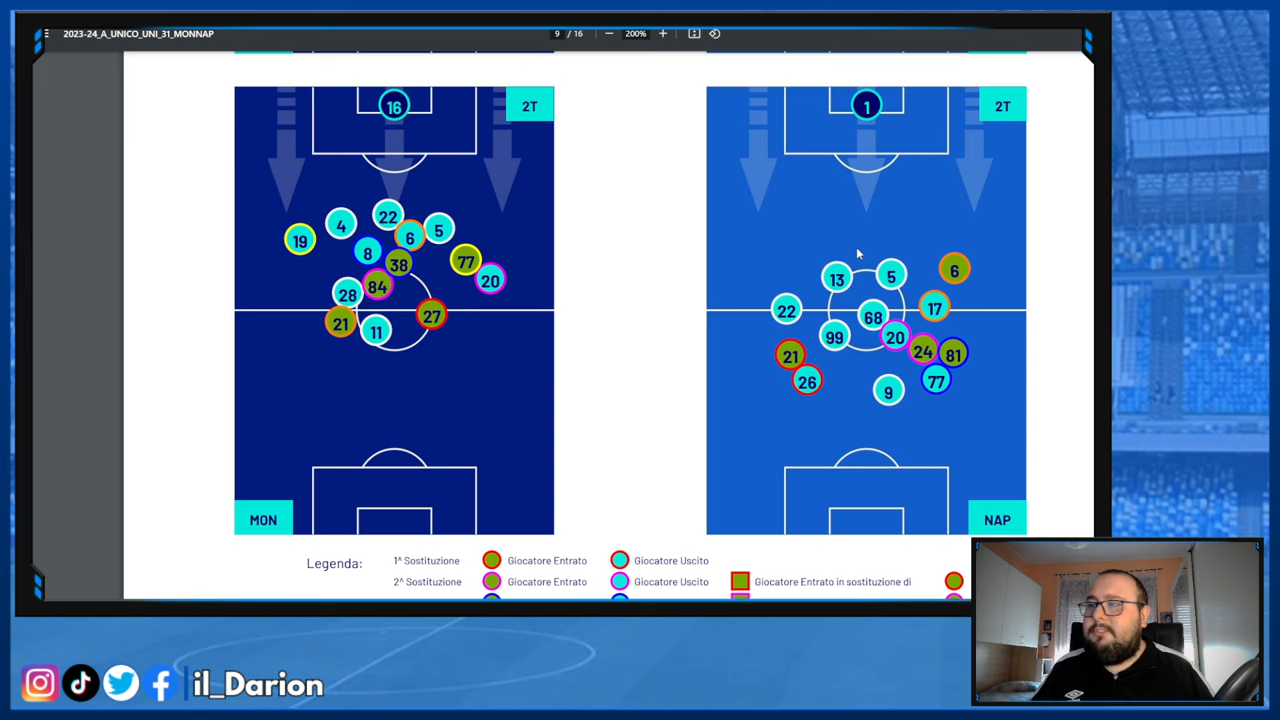 2023-24_A_UNICO_UNI_31_MONNAP
9 / 16
200%
16
2T
22
4
5
6
19
8
38
77
20
84
28
21
11
27
MON
1
2T
13
5
6
22
17
68
99
20
21
24
81
26
77
9
NAP
Legenda:
1^ Sostituzione
Giocatore Entrato
Giocatore Uscito
2^ Sostituzione
Giocatore Entrato
Giocatore Uscito
Giocatore Entrato in sostituzione di
il_Darion